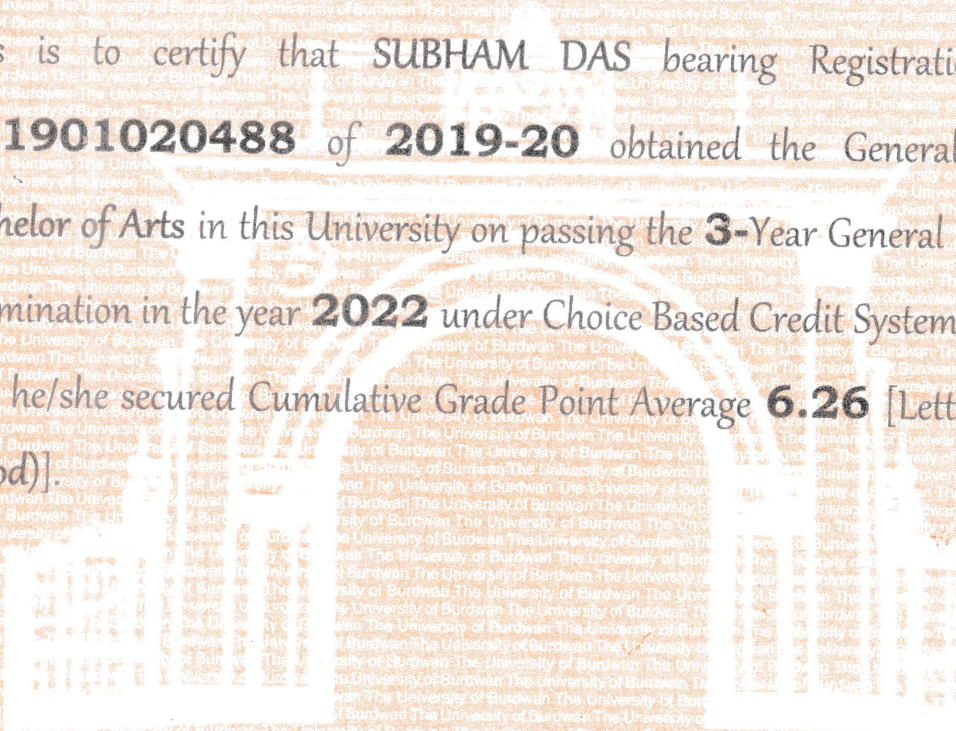 s is to certify that SUBHAM DAS bearing Registrati
1901020488 of 2019-20 obtained the General
helor of Arts in this University on passing the 3-Year General
mination in the year 2022 under Choice Based Credit System
he/she secured Cumulative Grade Point Average 6.26 [Lett
od)].